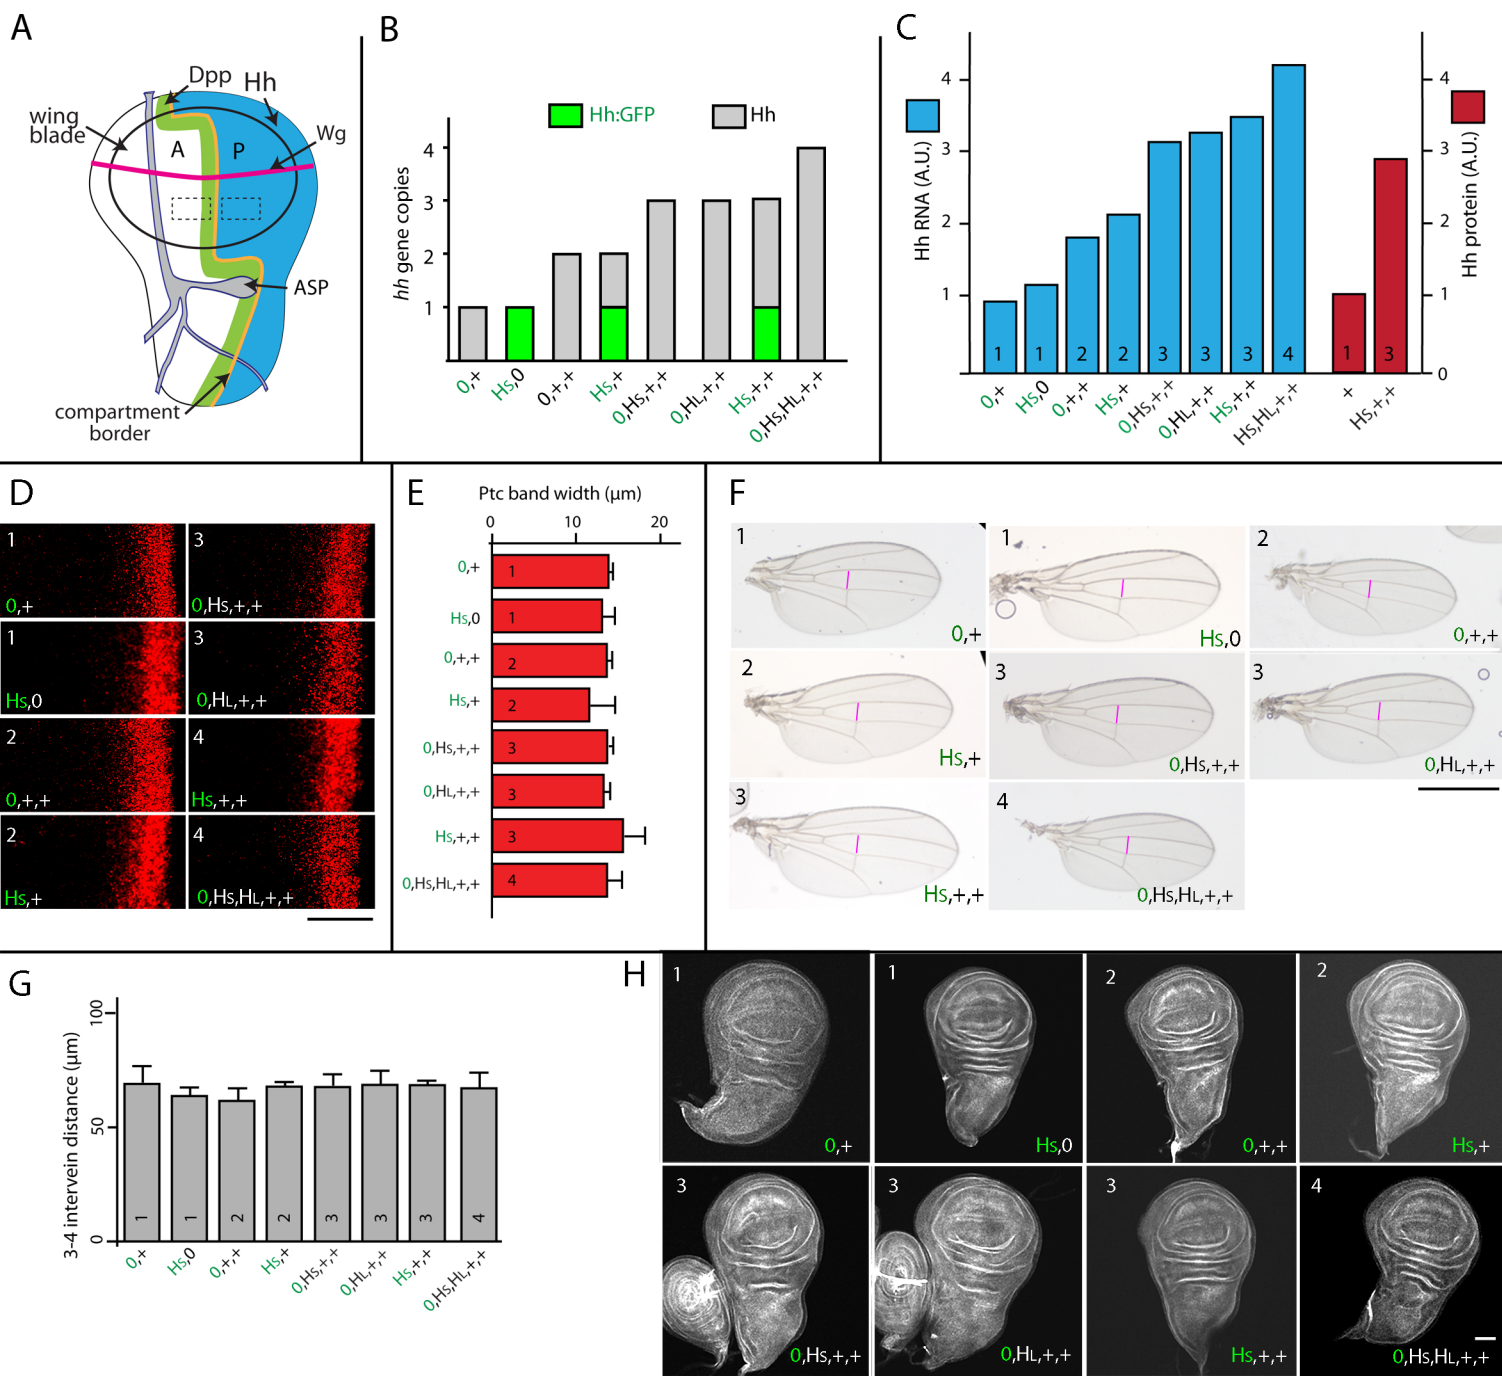 A
Dpp
Hh
wing
blade
A
P
Wg
ASP
compartment
border
B
Hh:GFP
Hh
hh gene copies
4
3
2
1
0,+
Hs,0
0,+,+
Hs,+
0,Hs,+,+
0,HL,+,+
Hs,+,+
0,Hs,HL,+,+
C
Hh RNA (A.U.)
4
3
2
1
1
1
2
2
3
3
3
4
1
3
0,+
Hs,0
0,+,+
Hs,+
0,Hs,+,+
0,HL,+,+
Hs,+,+
Hs,HL,+,+
+
Hs,+,+
4
3
2
1
0
Hh protein (A.U.)
D
1
0,+
3
0,Hs,+,+
1
Hs,0
3
0,HL,+,+
2
0,+,+
4
Hs,+,+
2
Hs,+
4
0,Hs,HL,+,+
E
Ptc band width (μm)
0 10 20
0,+ 1
Hs,0 1
0,+,+ 2
Hs,+ 2
0,Hs,+,+ 3
0,HL,+,+ 3
Hs,+,+ 3
0,Hs,HL,+,+ 4
F
1
0,+
1
Hs,0
2
0,+,+
2
Hs,+
3
0,Hs,+,+
3
0,HL,+,+
3
Hs,+,+
4
0,Hs,HL,+,+
G
3-4 intervein distance (μm)
100
50
0
1
1
2
2
3
3
3
4
0,+
Hs,0
0,+,+
Hs,+
0,Hs,+,+
0,HL,+,+
Hs,+,+
0,Hs,HL,+,+
H
1
0,+
1
Hs,0
2
0,+,+
2
Hs,+
3
0,Hs,+,+
3
0,HL,+,+
3
Hs,+,+
4
0,Hs,HL,+,+